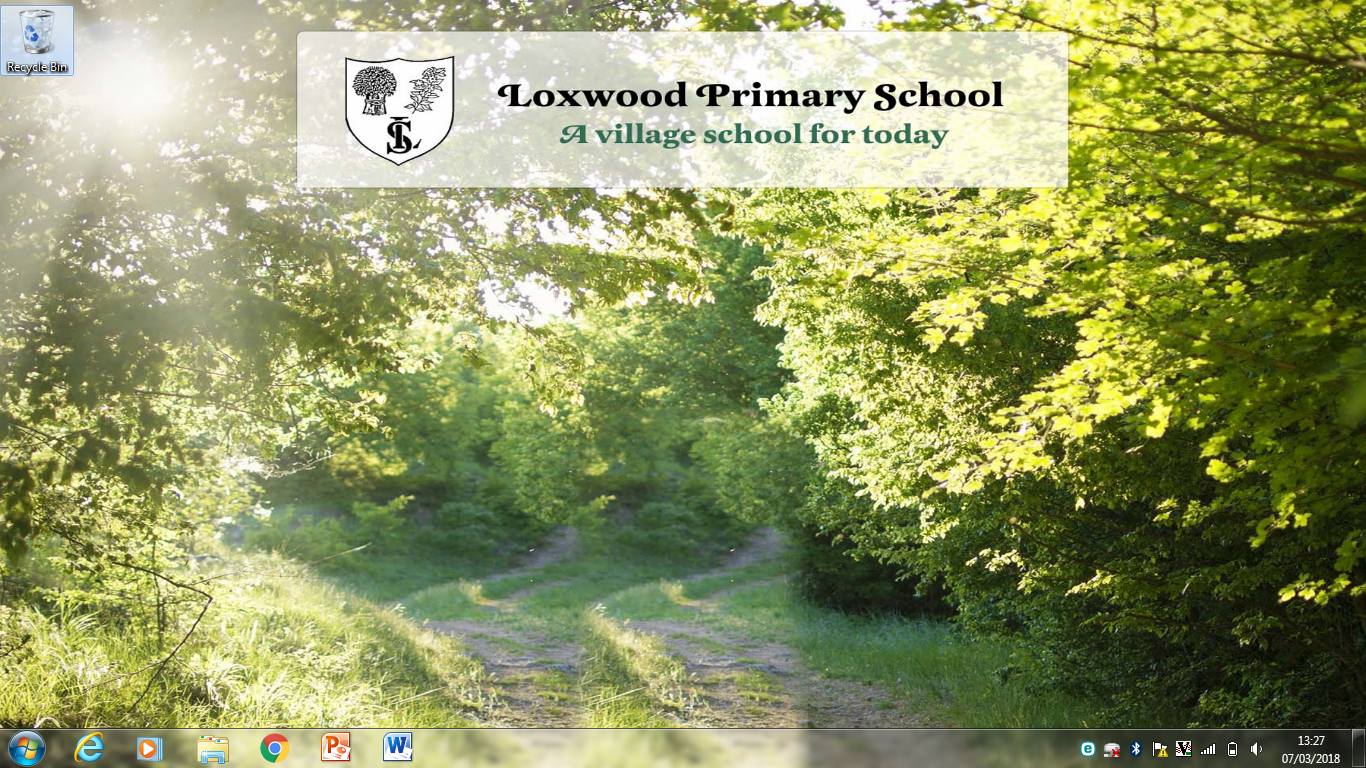 Recycle Bin
Loxwood Primary School
A village school for today
13:27
07/03/2018